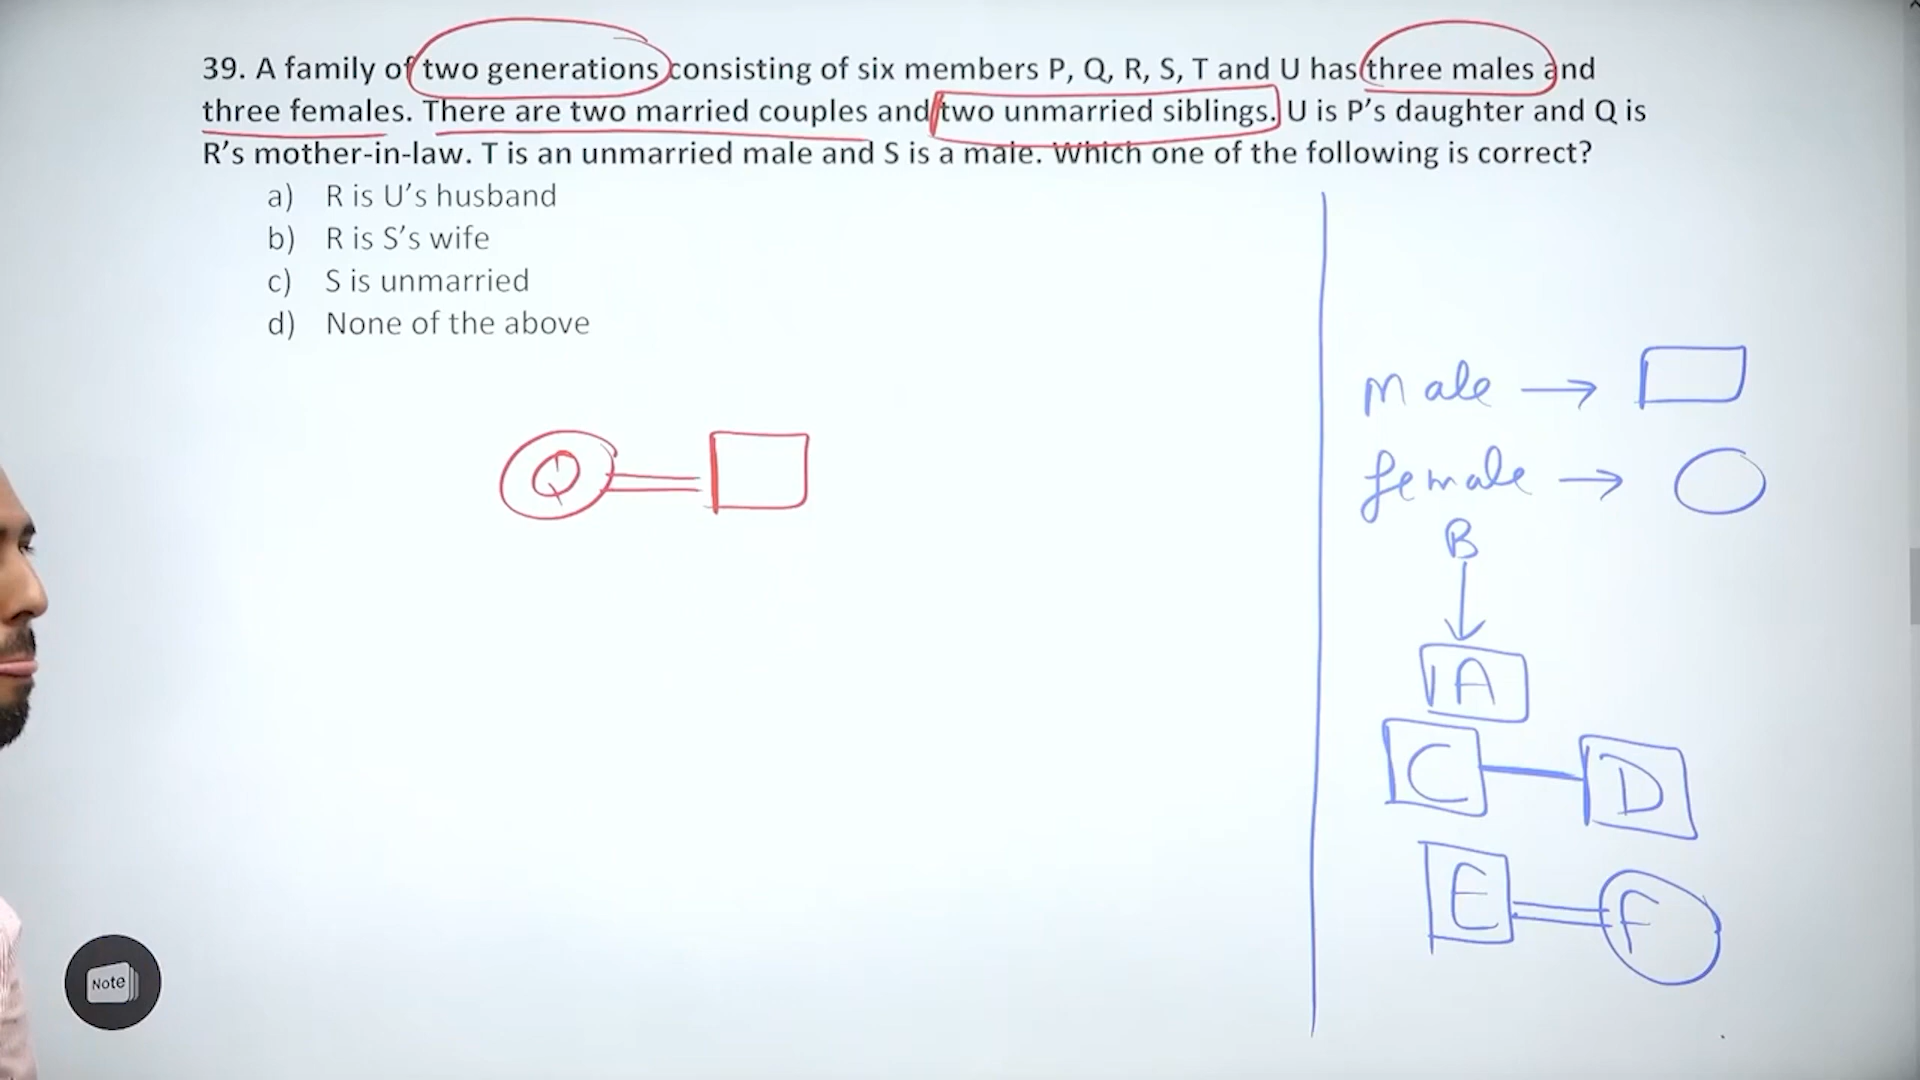 39. A family of two generations consisting of six members P, Q, R, S, T and U has three males and
three females. There are two married couples and two unmarried siblings. U is P’s daughter and Q is
R’s mother-in-law. T is an unmarried male and S is a male. Which one of the following is correct?
a) R is U’s husband
b) R is S’s wife
c) S is unmarried
d) None of the above
Q
Male →
female →
B
A
C D
E F
Note